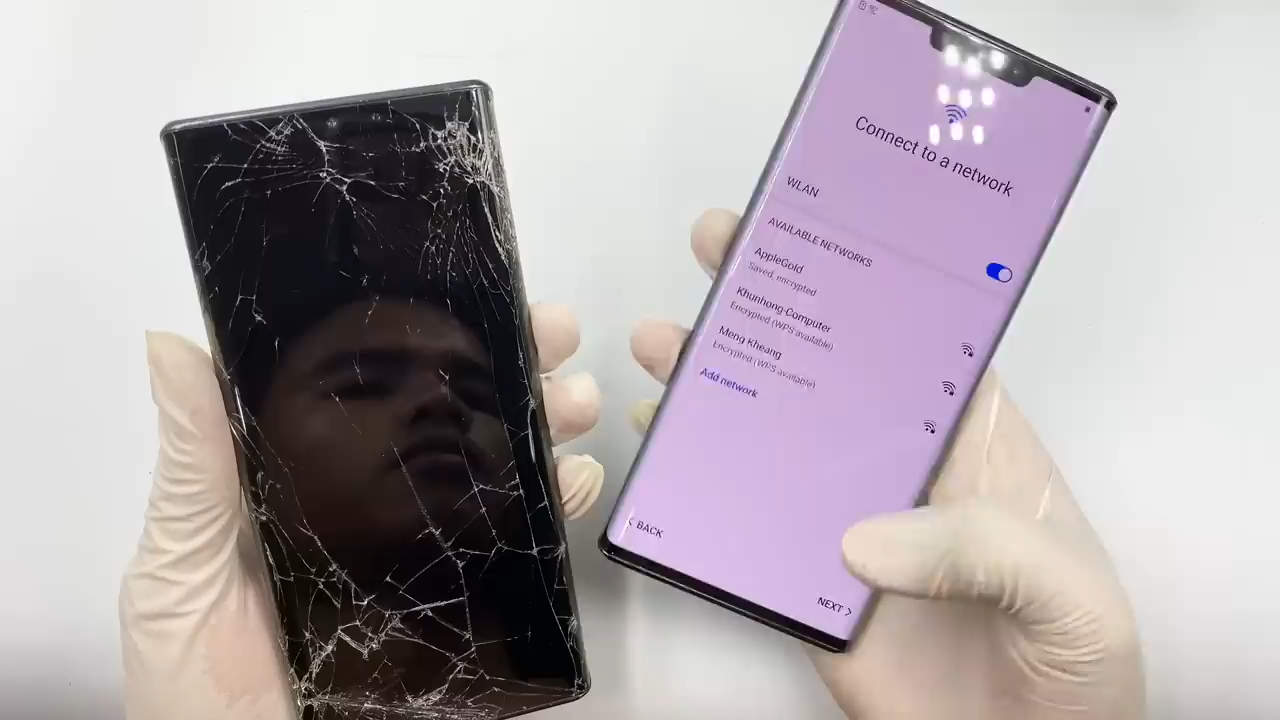 Connect to a network
WLAN
AVAILABLE NETWORKS
AppleGold
Saved, encrypted
Khunhong-Computer
Encrypted (WPS available)
Meng Kheang
Encrypted (WPS available)
Add network
BACK
NEXT